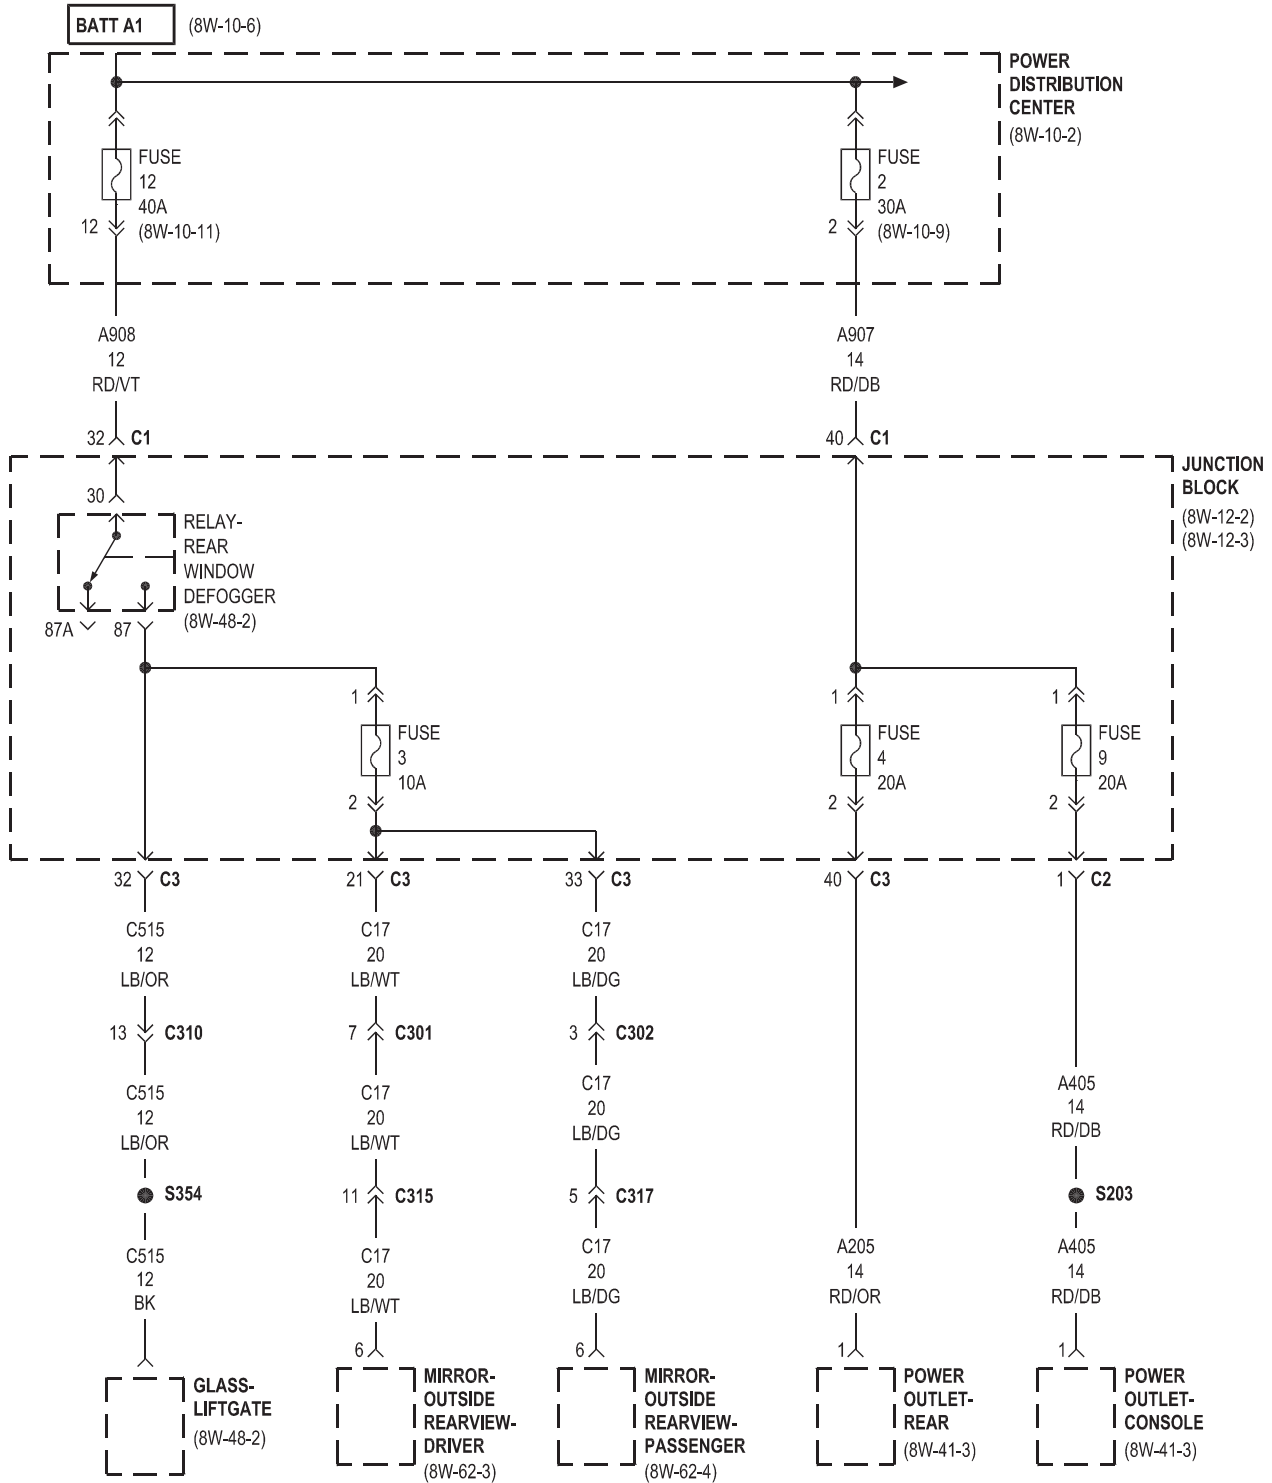 BATT A1
(8W-10-6)
POWER
DISTRIBUTION
CENTER
(8W-10-2)
FUSE
12
40A
12
(8W-10-11)
FUSE
2
30A
2
(8W-10-9)
A908
12
RD/VT
A907
14
RD/DB
32
C1
40
C1
JUNCTION
BLOCK
(8W-12-2)
(8W-12-3)
30
RELAY-
REAR
WINDOW
DEFOGGER
(8W-48-2)
87A
87
1
FUSE
3
10A
2
1
FUSE
4
20A
2
1
FUSE
9
20A
2
32
C3
21
C3
33
C3
40
C3
1
C2
C515
12
LB/OR
C17
20
LB/WT
C17
20
LB/DG
13
C310
7
C301
3
C302
C515
12
LB/OR
C17
20
LB/WT
C17
20
LB/DG
A405
14
RD/DB
S354
11
C315
5
C317
S203
C515
12
BK
C17
20
LB/WT
C17
20
LB/DG
A205
14
RD/OR
A405
14
RD/DB
6
6
1
1
GLASS-
LIFTGATE
(8W-48-2)
MIRROR-
OUTSIDE
REARVIEW-
DRIVER
(8W-62-3)
MIRROR-
OUTSIDE
REARVIEW-
PASSENGER
(8W-62-4)
POWER
OUTLET-
REAR
(8W-41-3)
POWER
OUTLET-
CONSOLE
(8W-41-3)